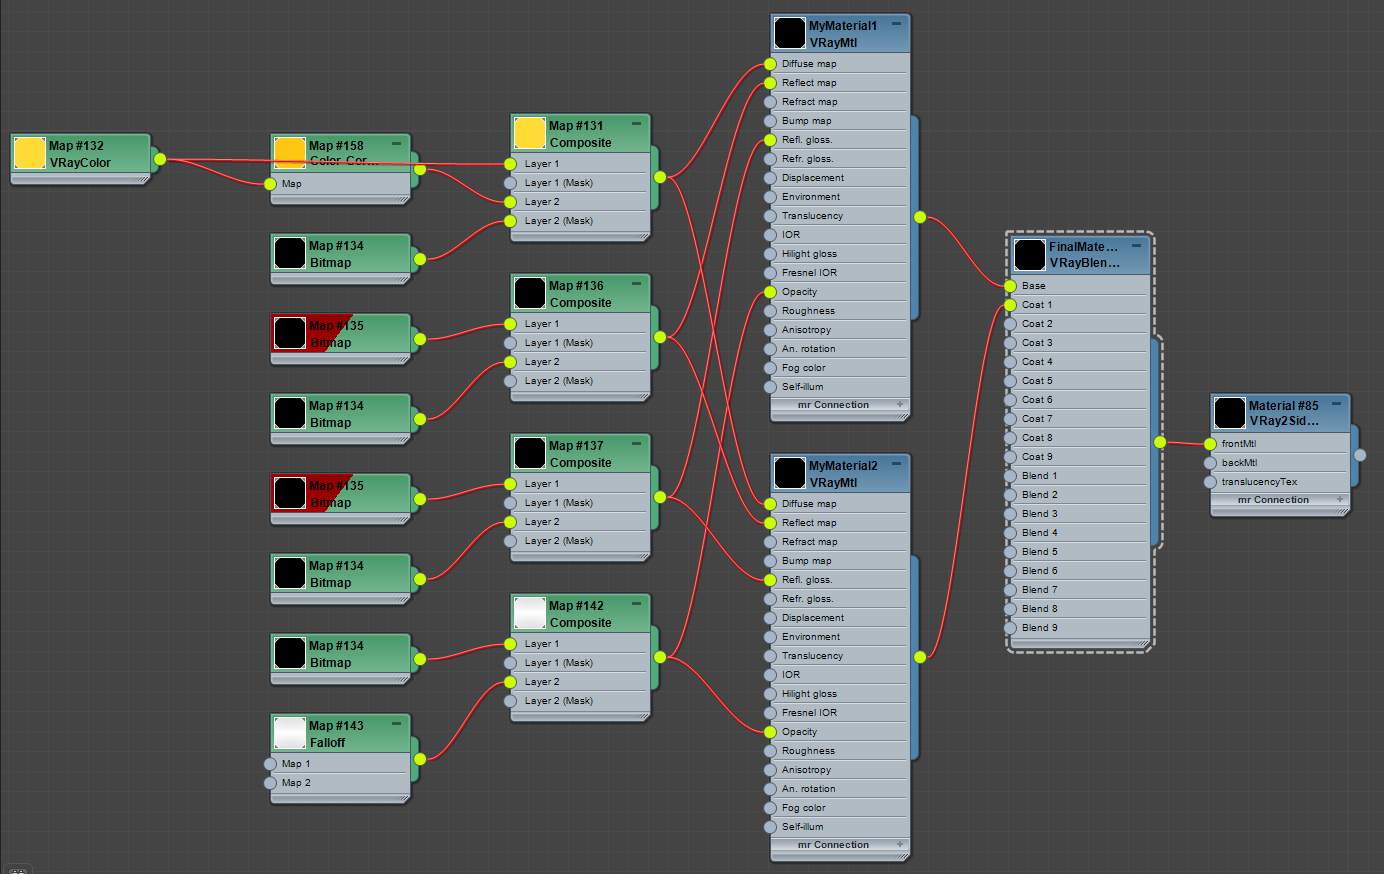 Map #132
VRayColor
Map #158
Color Cor...
Map
Map #134
Bitmap
Map #135
Bitmap
Map #134
Bitmap
Map #135
Bitmap
Map #134
Bitmap
Map #134
Bitmap
Map #143
Falloff
Map 1
Map 2
Map #131
Composite
Layer 1
Layer 1 (Mask)
Layer 2
Layer 2 (Mask)
Map #136
Composite
Layer 1
Layer 1 (Mask)
Layer 2
Layer 2 (Mask)
Map #137
Composite
Layer 1
Layer 1 (Mask)
Layer 2
Layer 2 (Mask)
Map #142
Composite
Layer 1
Layer 1 (Mask)
Layer 2
Layer 2 (Mask)
MyMaterial1
VRayMtl
Diffuse map
Reflect map
Refract map
Bump map
Refl. gloss.
Refr. gloss.
Displacement
Environment
Translucency
IOR
Hilight gloss
Fresnel IOR
Opacity
Roughness
Anisotropy
An. rotation
Fog color
Self-illum
mr Connection
MyMaterial2
VRayMtl
Diffuse map
Reflect map
Refract map
Bump map
Refl. gloss.
Refr. gloss.
Displacement
Environment
Translucency
IOR
Hilight gloss
Fresnel IOR
Opacity
Roughness
Anisotropy
An. rotation
Fog color
Self-illum
mr Connection
FinalMate...
VRayBlen...
Base
Coat 1
Coat 2
Coat 3
Coat 4
Coat 5
Coat 6
Coat 7
Coat 8
Coat 9
Blend 1
Blend 2
Blend 3
Blend 4
Blend 5
Blend 6
Blend 7
Blend 8
Blend 9
Material #85
VRay2Sid...
frontMtl
backMtl
translucencyTex
mr Connection